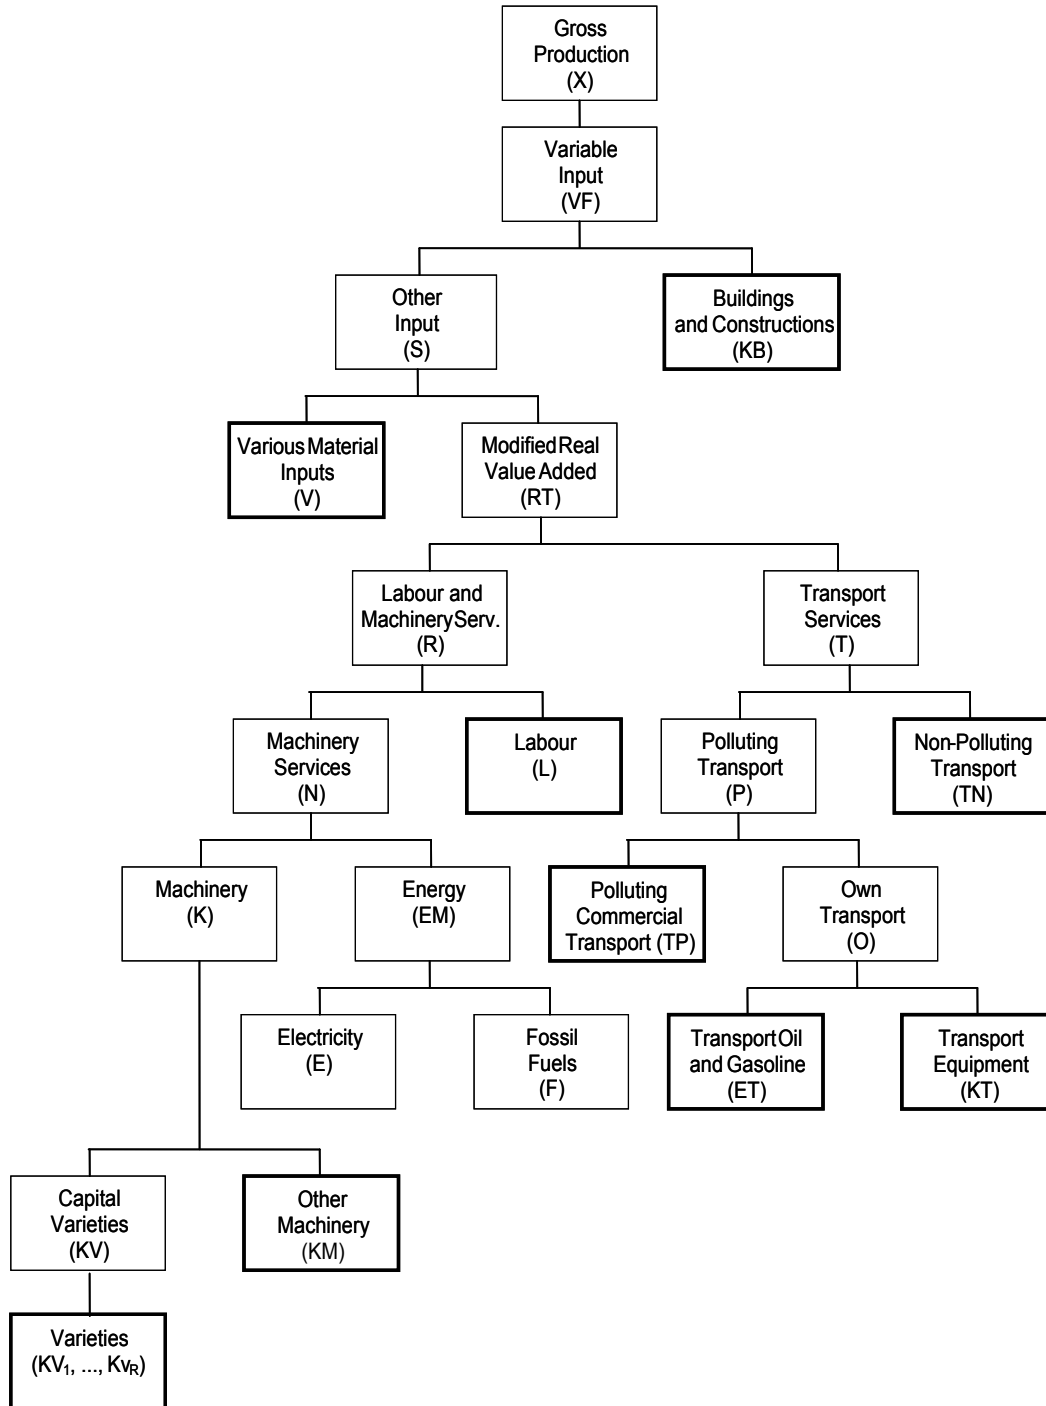 Gross
Production
(X)
Variable
Input
(VF)
Other
Input
(S)
Buildings
and Constructions
(KB)
Various Material
Inputs
(V)
Modified Real
Value Added
(RT)
Labour and
Machinery Serv.
(R)
Transport
Services
(T)
Machinery
Services
(N)
Labour
(L)
Polluting
Transport
(P)
Non-Polluting
Transport
(TN)
Machinery
(K)
Energy
(EM)
Polluting
Commercial
Transport (TP)
Own
Transport
(O)
Electricity
(E)
Fossil
Fuels
(F)
Transport Oil
and Gasoline
(ET)
Transport
Equipment
(KT)
Capital
Varieties
(KV)
Other
Machinery
(KM)
Varieties
(KV₁, ..., Kvᴿ)